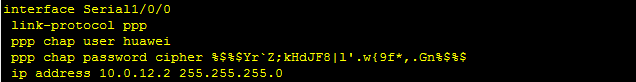 interface Serial1/0/0
link-protocol ppp
ppp chap user huawei
ppp chap password cipher %$%$Yr`Z;kHdJF8|l'.w{9f*,.Gn%$%$
ip address 10.0.12.2 255.255.255.0